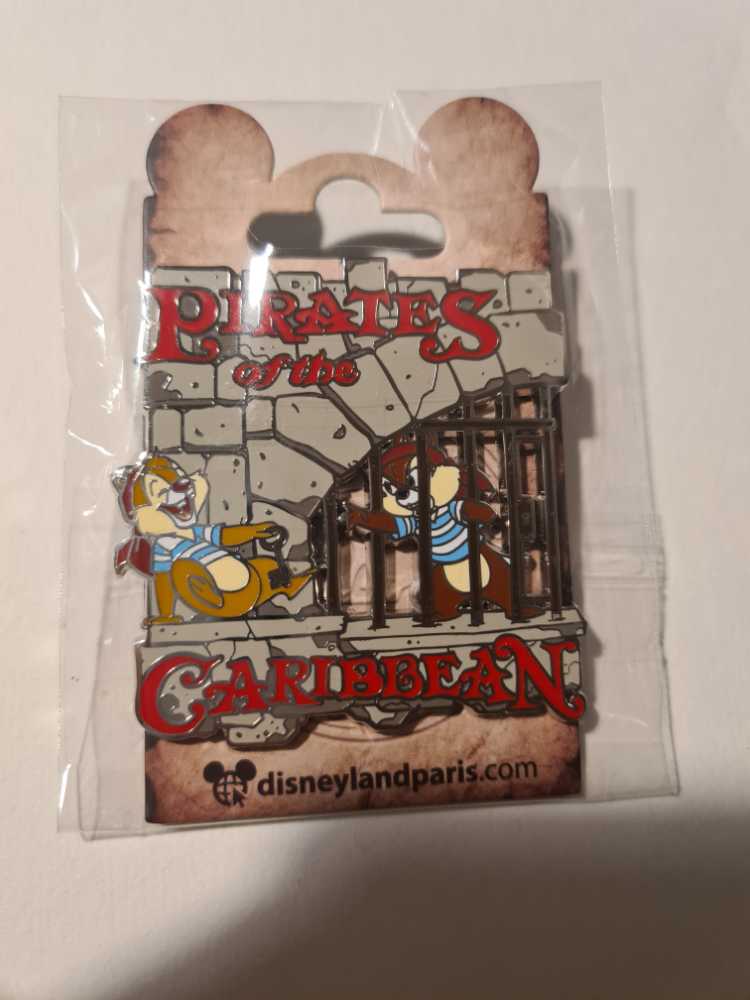 PIRATES
of the
CARIBBEAN
disneylandparis.com